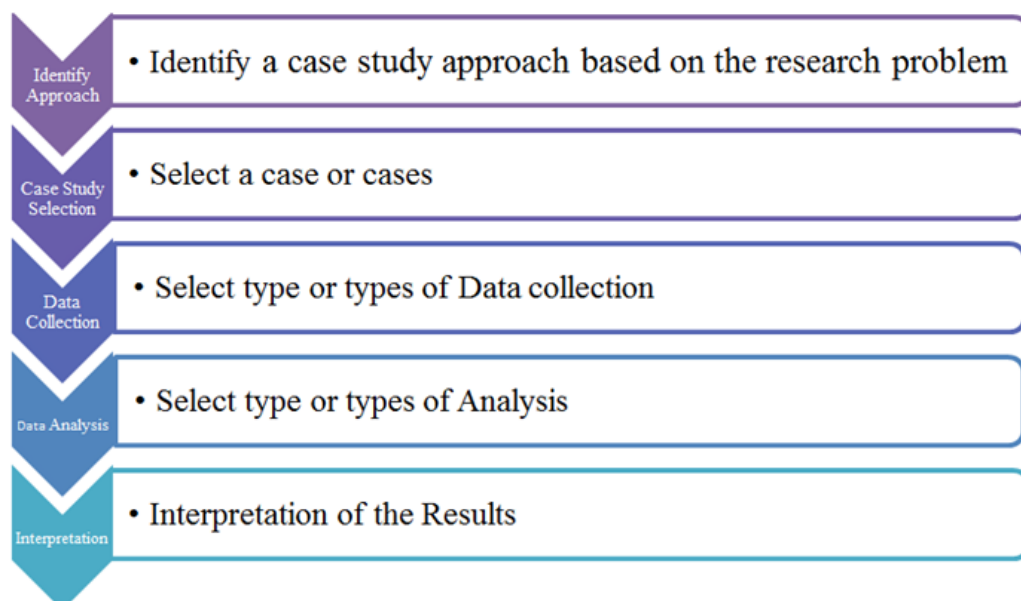 Identify
Approach
• Identify a case study approach based on the research problem
Case Study
Selection
• Select a case or cases
Data
Collection
• Select type or types of Data collection
Data Analysis
• Select type or types of Analysis
Interpretation
• Interpretation of the Results